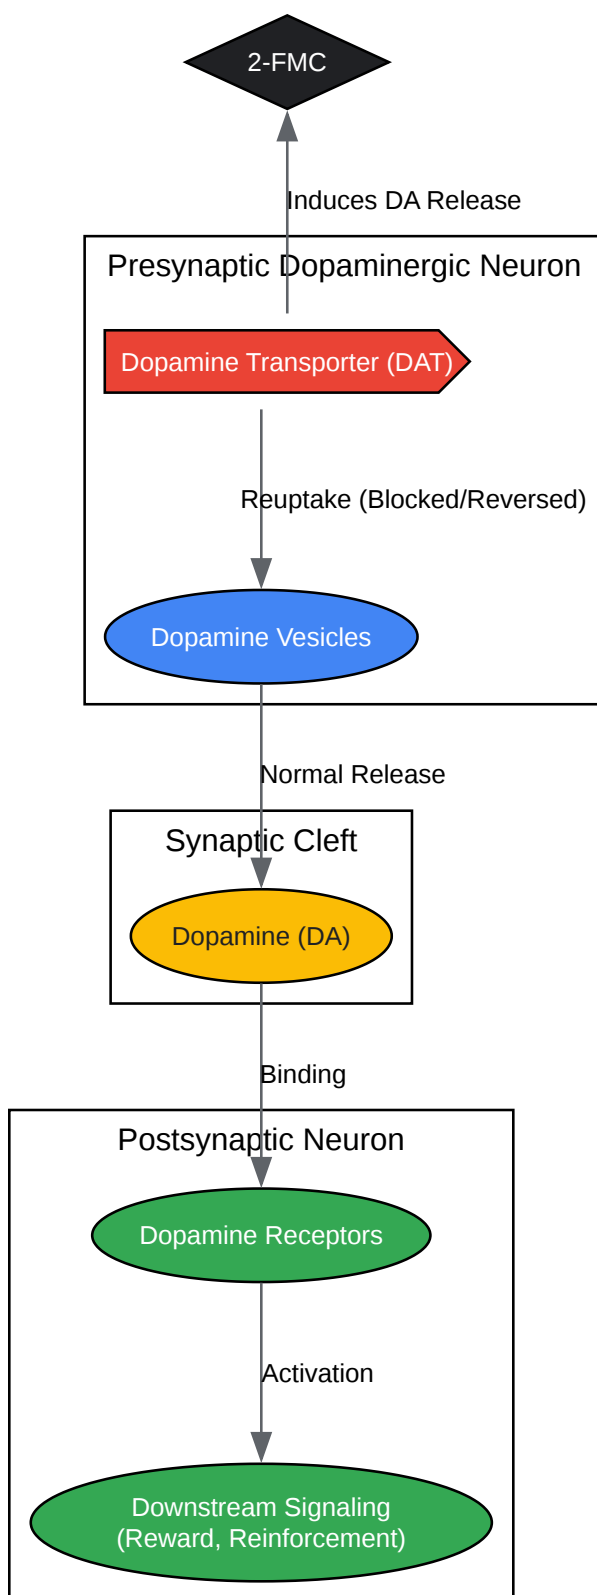 2-FMC
Induces DA Release
Presynaptic Dopaminergic Neuron
Dopamine Transporter (DAT)
Reuptake (Blocked/Reversed)
Dopamine Vesicles
Normal Release
Synaptic Cleft
Dopamine (DA)
Binding
Postsynaptic Neuron
Dopamine Receptors
Activation
Downstream Signaling
(Reward, Reinforcement)